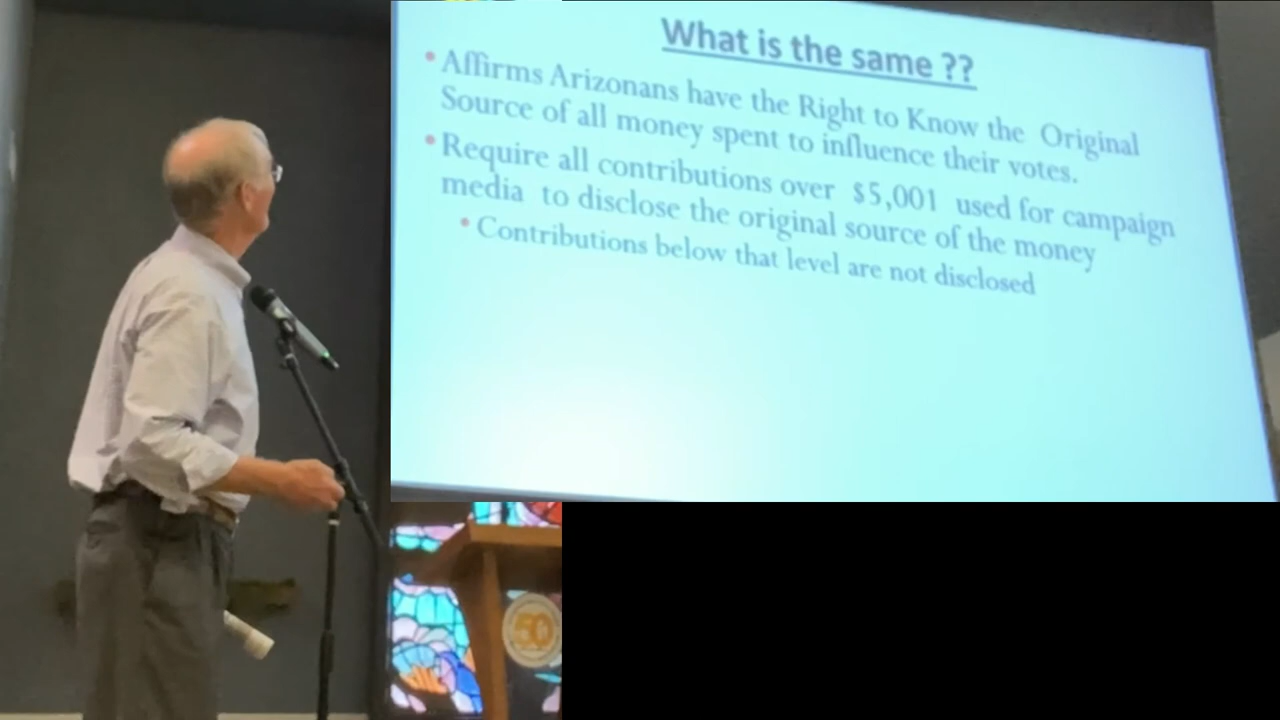 What is the same ??
• Affirms Arizonans have the Right to Know the Original
Source of all money spent to influence their votes.
• Require all contributions over $5,001 used for campaign
media to disclose the original source of the money
• Contributions below that level are not disclosed
50